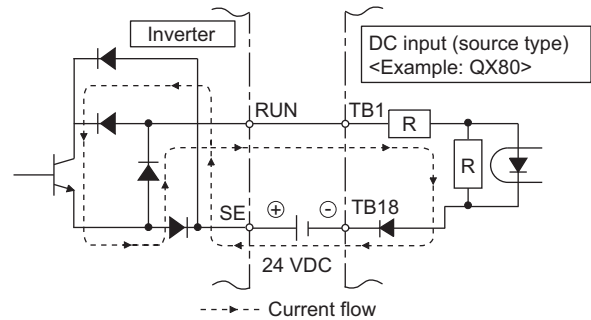 Inverter
DC input (source type)
<Example: QX80>
RUN
TB1
R
R
SE
+
-
TB18
24 VDC
Current flow